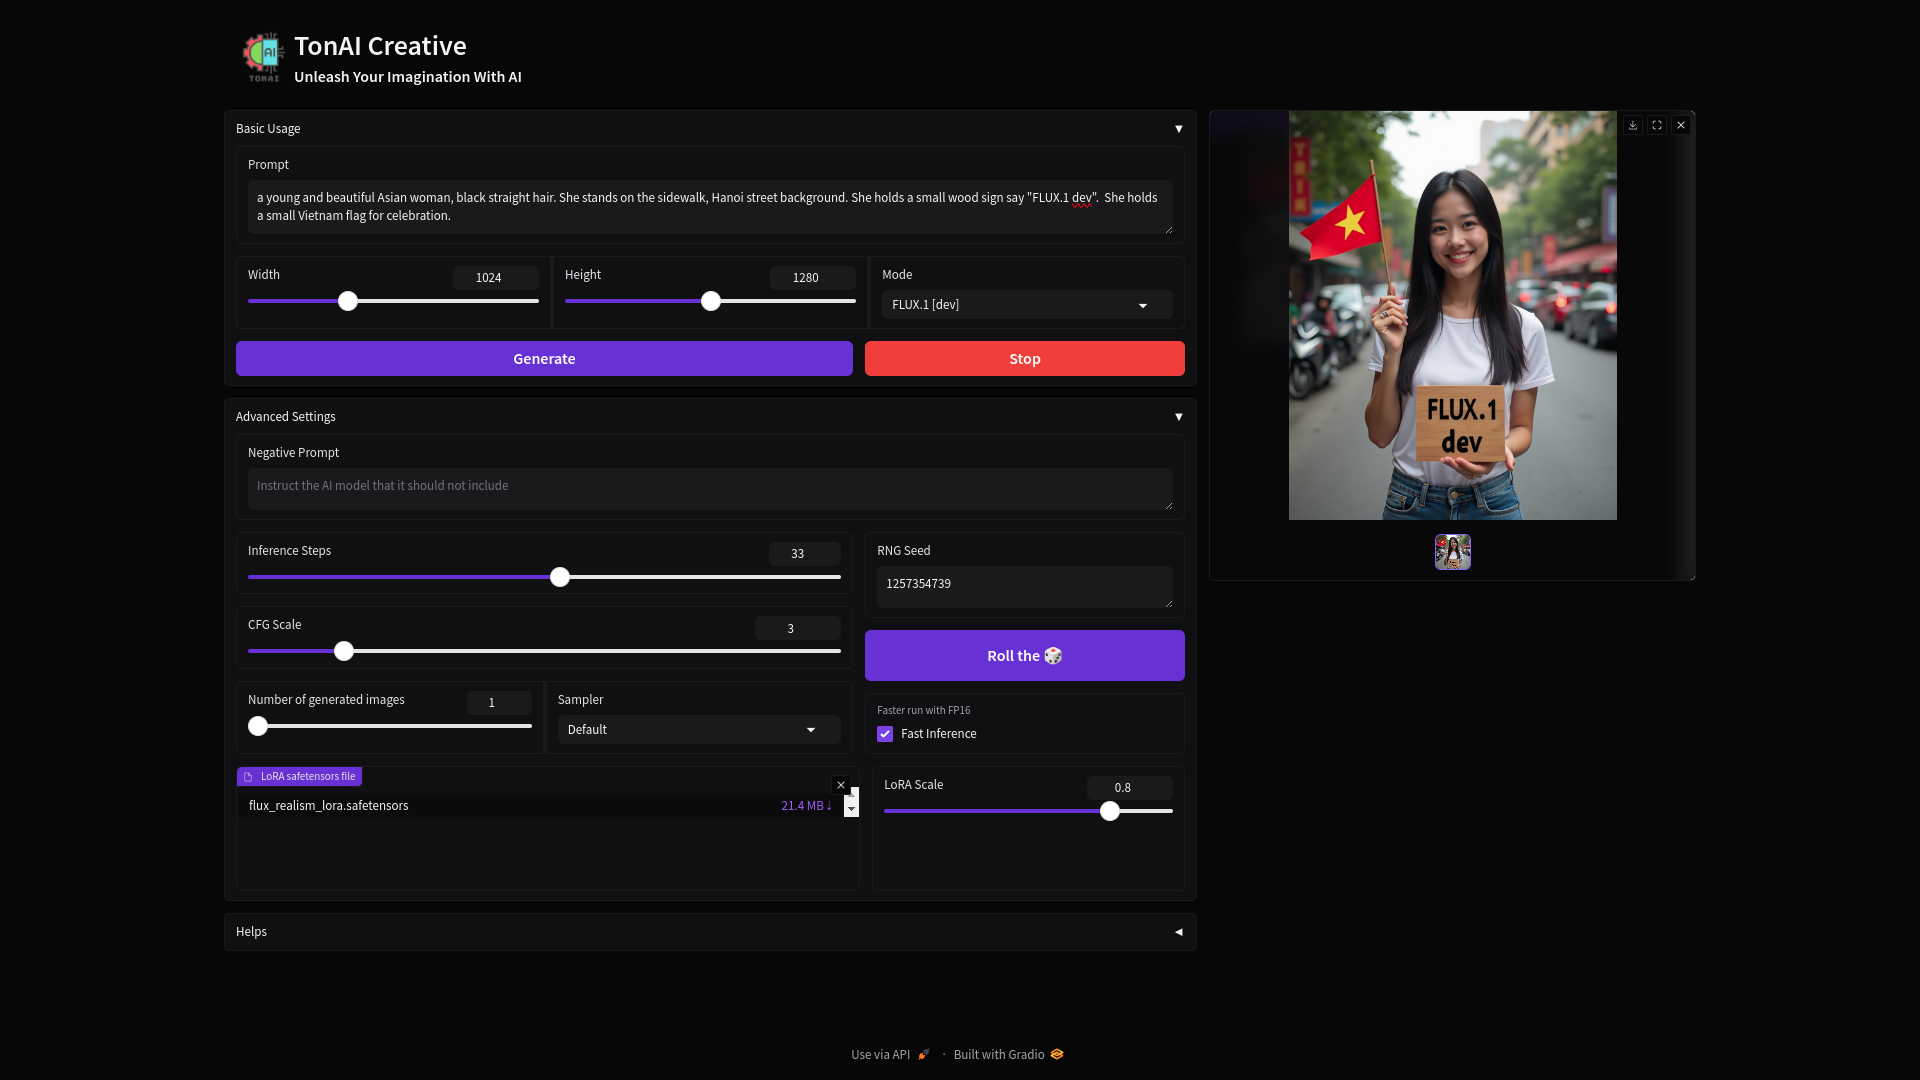 TonAI Creative
Unleash Your Imagination With AI
AI
TONAI
Basic Usage
Prompt
a young and beautiful Asian woman, black straight hair. She stands on the sidewalk, Hanoi street background. She holds a small wood sign say "FLUX.1 dev".  She holds
a small Vietnam flag for celebration.
Width
1024
Height
1280
Mode
FLUX.1 [dev]
Generate
Stop
Advanced Settings
Negative Prompt
Instruct the AI model that it should not include
Inference Steps
33
RNG Seed
1257354739
CFG Scale
3
Roll the 🎲
Number of generated images
1
Sampler
Default
Faster run with FP16
Fast Inference
LoRA safetensors file
flux_realism_lora.safetensors
21.4 MB ↓
LoRA Scale
0.8
Helps
FLUX.1
dev
Use via API 🚀 · Built with Gradio